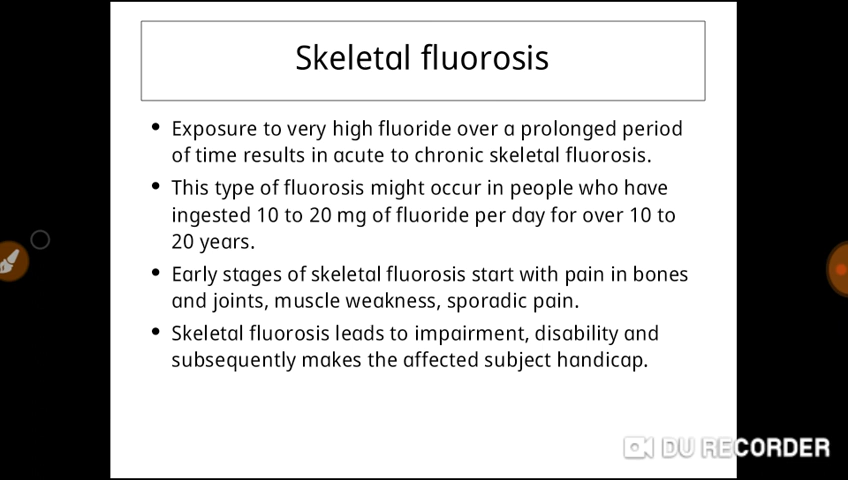 Skeletal fluorosis
• Exposure to very high fluoride over a prolonged period
of time results in acute to chronic skeletal fluorosis.
• This type of fluorosis might occur in people who have
ingested 10 to 20 mg of fluoride per day for over 10 to
20 years.
• Early stages of skeletal fluorosis start with pain in bones
and joints, muscle weakness, sporadic pain.
• Skeletal fluorosis leads to impairment, disability and
subsequently makes the affected subject handicap.
DU RECORDER